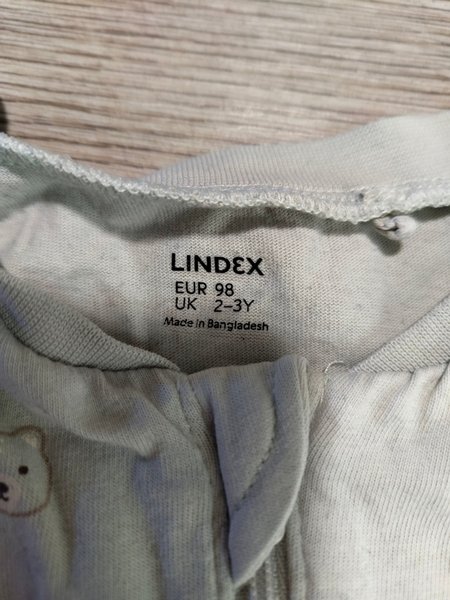 LINDEX
EUR 98
UK 2-3Y
Made in Bangladesh